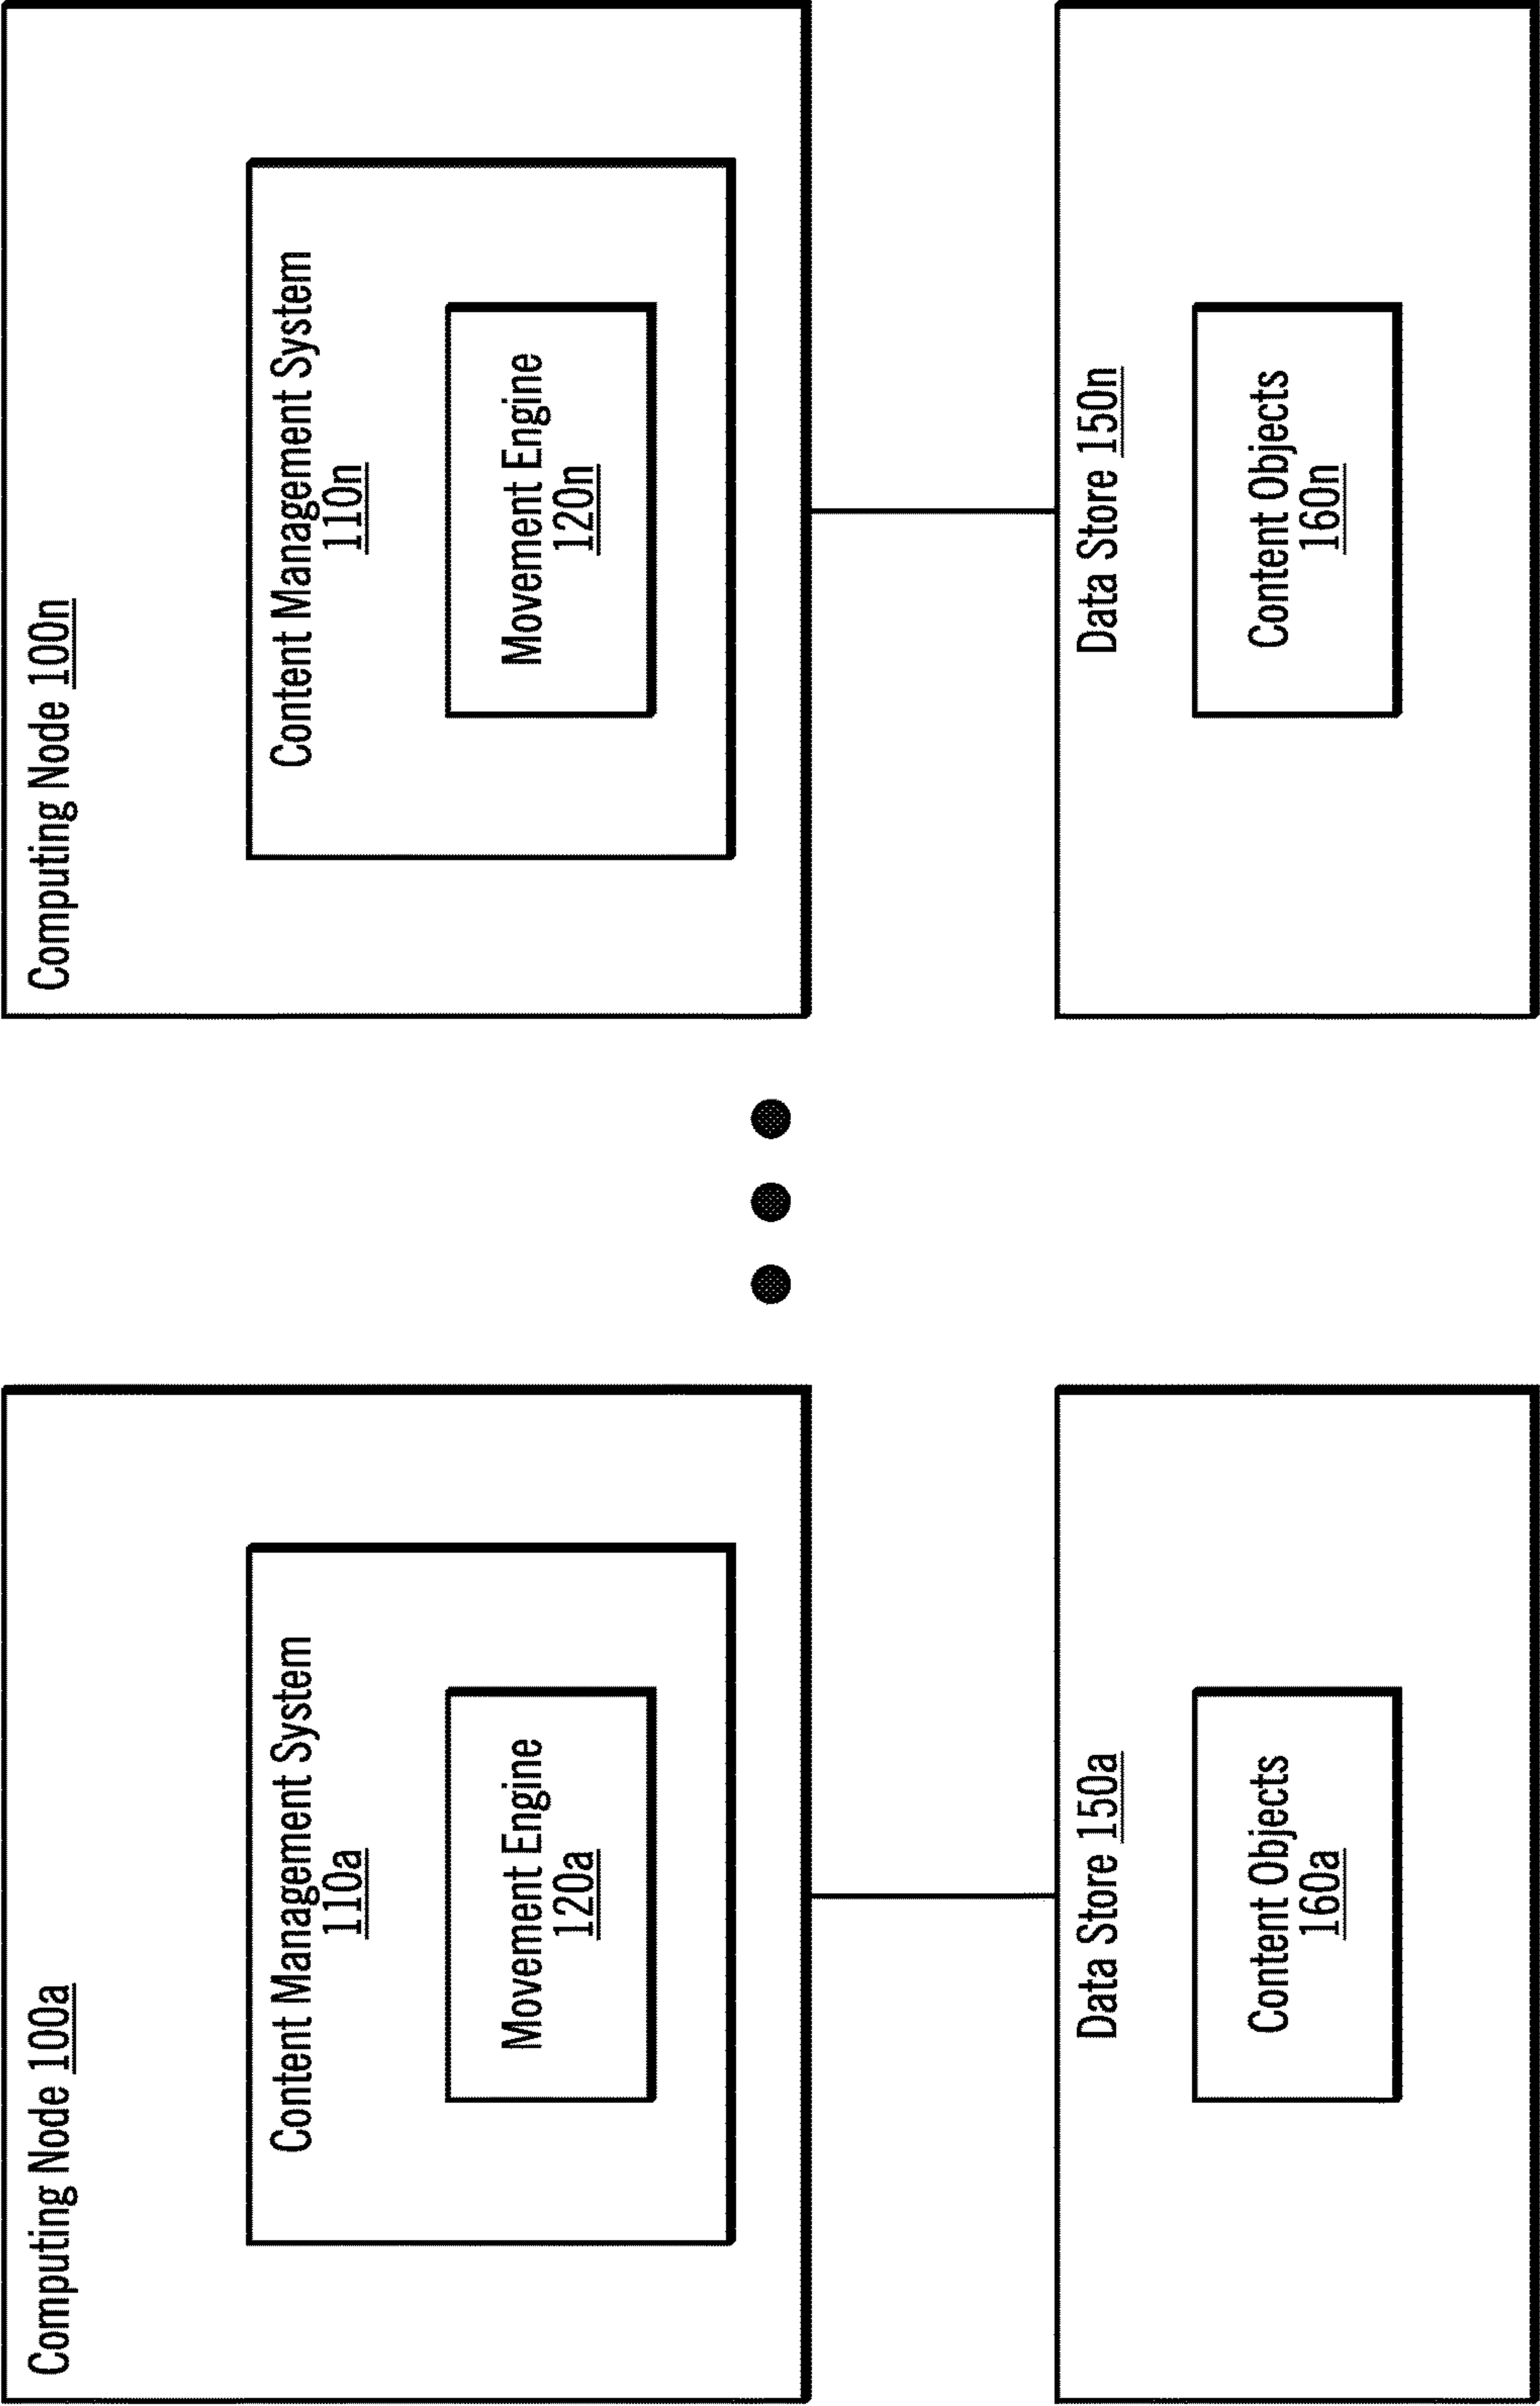 Computing Node 100a
Content Management System
110a
Movement Engine
120a
Data Store 150a
Content Objects
160a
Computing Node 100n
Content Management System
110n
Movement Engine
120n
Data Store 150n
Content Objects
160n